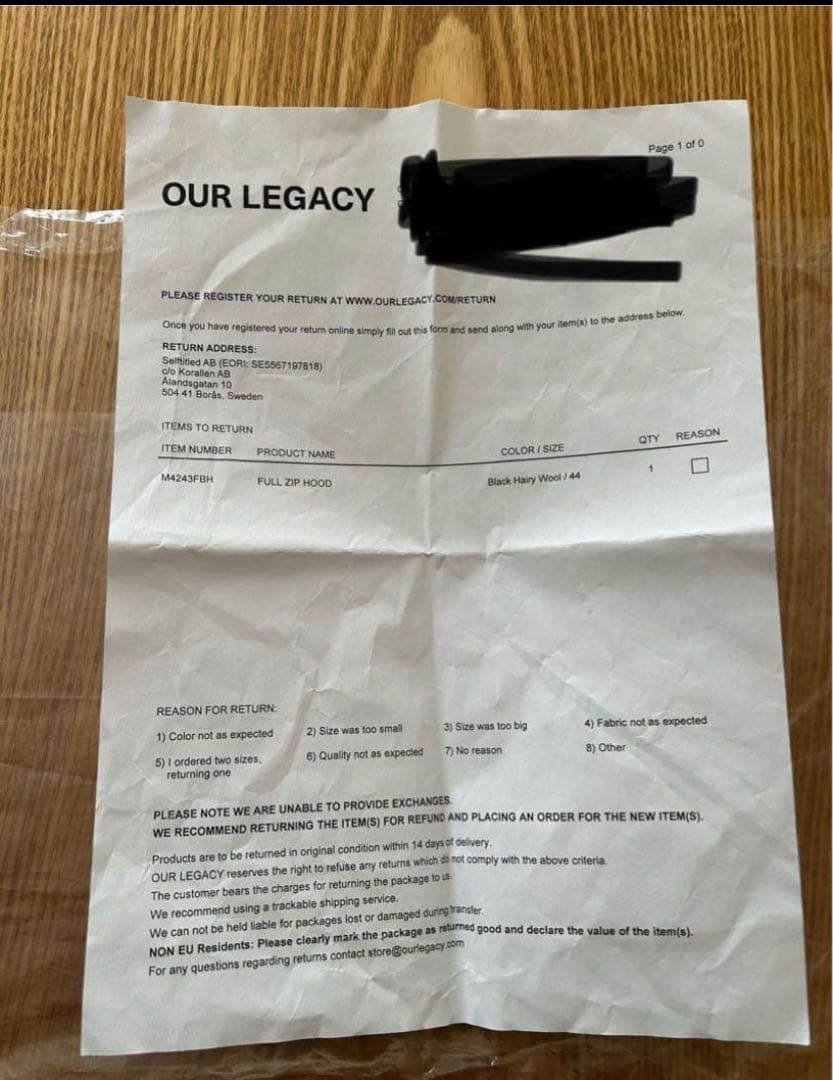 Page 1 of 0
OUR LEGACY
PLEASE REGISTER YOUR RETURN AT WWW.OURLEGACY.COM/RETURN
Once you have registered your return online simply fill out this form and send along with your item(s) to the address below.
RETURN ADDRESS:
Selftitled AB (EORI: SE5567197818)
c/o Korallen AB
Ålandsgatan 10
504 41 Borås, Sweden
ITEMS TO RETURN
ITEM NUMBER PRODUCT NAME COLOR / SIZE QTY REASON
M4243FBH FULL ZIP HOOD Black Hairy Wool / 44 1
REASON FOR RETURN:
1) Color not as expected 2) Size was too small 3) Size was too big 4) Fabric not as expected
5) I ordered two sizes, 6) Quality not as expected 7) No reason 8) Other
returning one
PLEASE NOTE WE ARE UNABLE TO PROVIDE EXCHANGES.
WE RECOMMEND RETURNING THE ITEM(S) FOR REFUND AND PLACING AN ORDER FOR THE NEW ITEM(S).
Products are to be returned in original condition within 14 days of delivery.
OUR LEGACY reserves the right to refuse any returns which do not comply with the above criteria.
The customer bears the charges for returning the package to us.
We recommend using a trackable shipping service.
We can not be held liable for packages lost or damaged during transfer.
NON EU Residents: Please clearly mark the package as returned good and declare the value of the item(s).
For any questions regarding returns contact store@ourlegacy.com